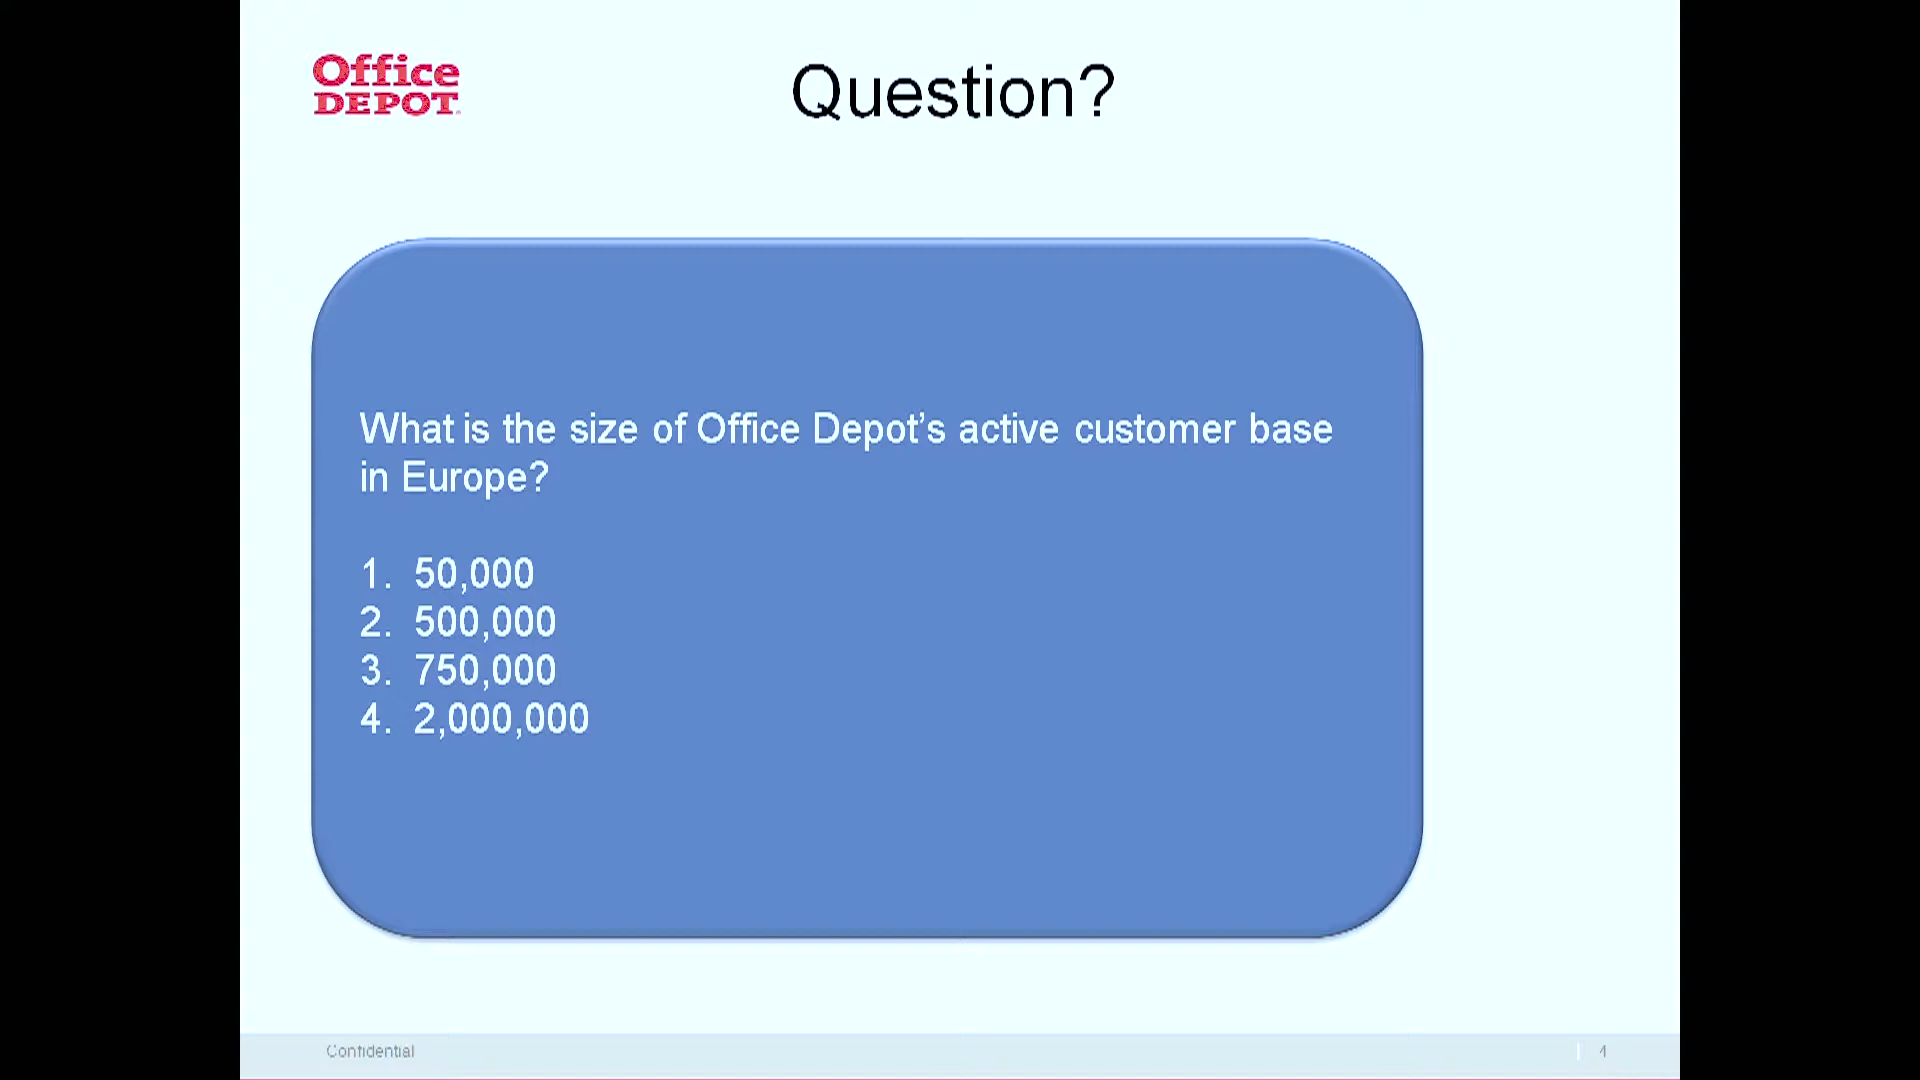 Office
DEPOT
Question?
What is the size of Office Depot’s active customer base
in Europe?
1. 50,000
2. 500,000
3. 750,000
4. 2,000,000
Confidential
4